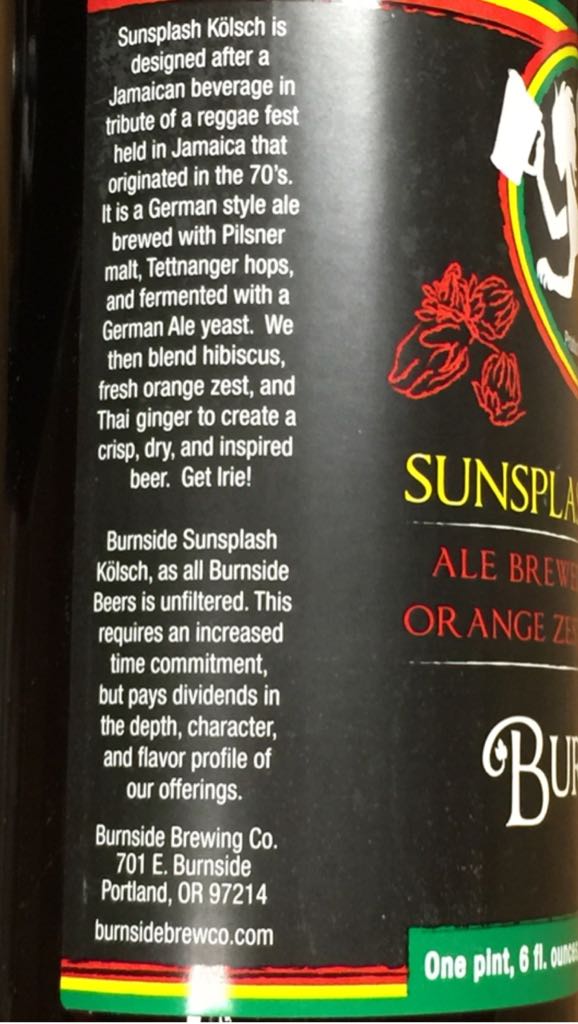 Sunsplash Kölsch is
designed after a
Jamaican beverage in
tribute of a reggae fest
held in Jamaica that
originated in the 70's.
It is a German style ale
brewed with Pilsner
malt, Tettnanger hops,
and fermented with a
German Ale yeast. We
then blend hibiscus,
fresh orange zest, and
Thai ginger to create a
crisp, dry, and inspired
beer. Get Irie!
Burnside Sunsplash
Kölsch, as all Burnside
Beers is unfiltered. This
requires an increased
time commitment,
but pays dividends in
the depth, character,
and flavor profile of
our offerings.
Burnside Brewing Co.
701 E. Burnside
Portland, OR 97214
burnsidebrewco.com
SUNSPLA
ALE BREWE
ORANGE ZE
BUR
One pint, 6 fl. ounces